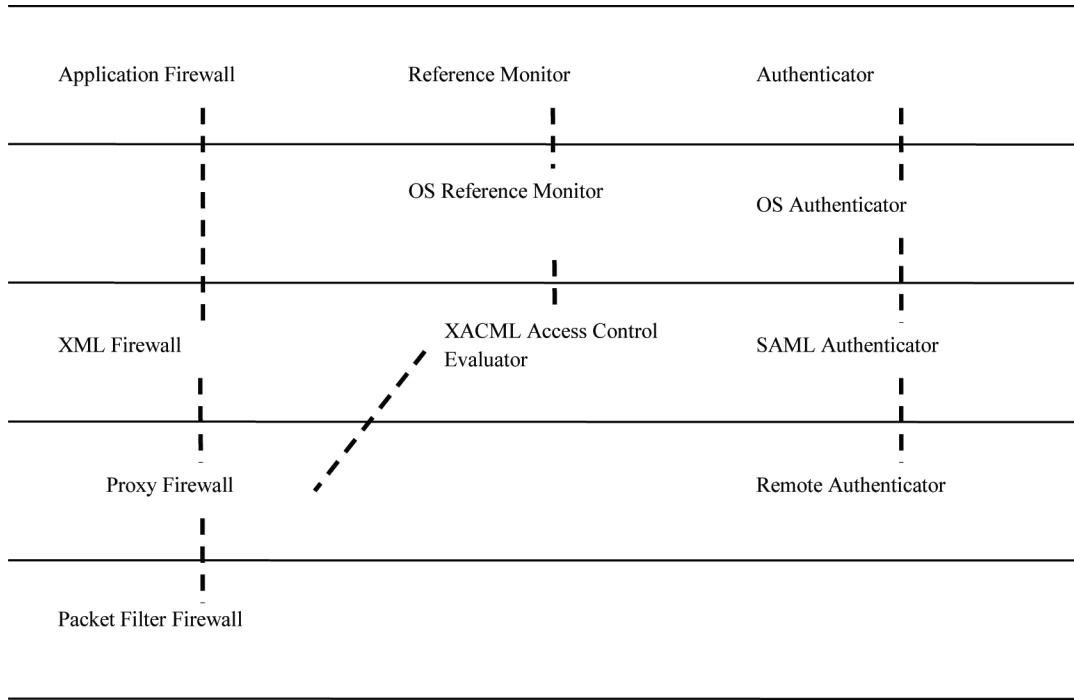 Application Firewall
Reference Monitor
Authenticator
OS Reference Monitor
OS Authenticator
XML Firewall
XACML Access Control
Evaluator
SAML Authenticator
Proxy Firewall
Remote Authenticator
Packet Filter Firewall